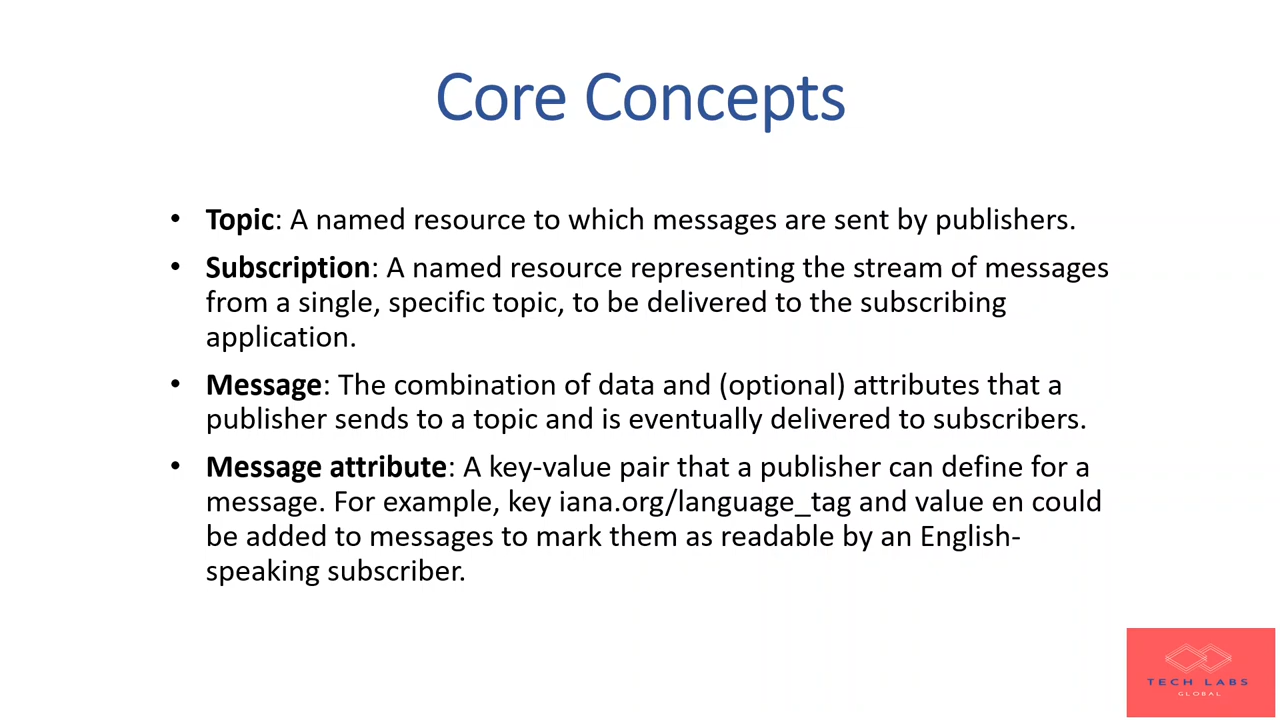 Core Concepts
• Topic: A named resource to which messages are sent by publishers.
• Subscription: A named resource representing the stream of messages
from a single, specific topic, to be delivered to the subscribing
application.
• Message: The combination of data and (optional) attributes that a
publisher sends to a topic and is eventually delivered to subscribers.
• Message attribute: A key-value pair that a publisher can define for a
message. For example, key iana.org/language_tag and value en could
be added to messages to mark them as readable by an English-
speaking subscriber.
TECH LABS
GLOBAL